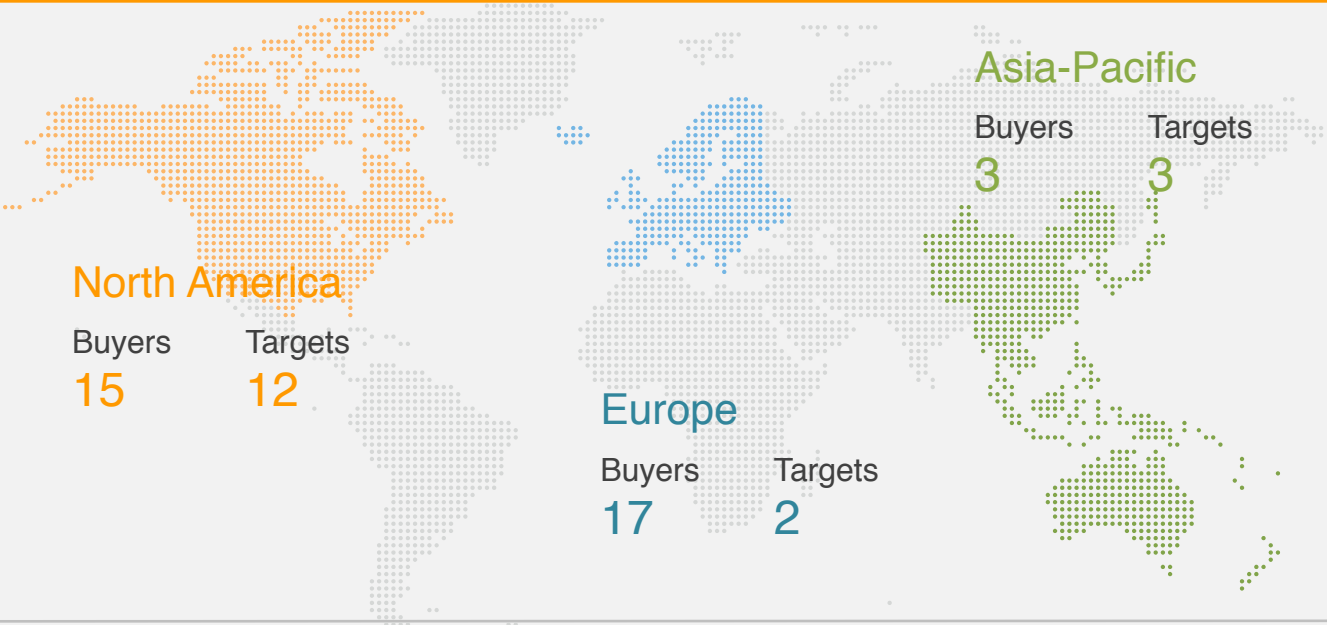 Asia-Pacific
Buyers Targets
3 3
North America
Buyers Targets
15 12
Europe
Buyers Targets
17 2